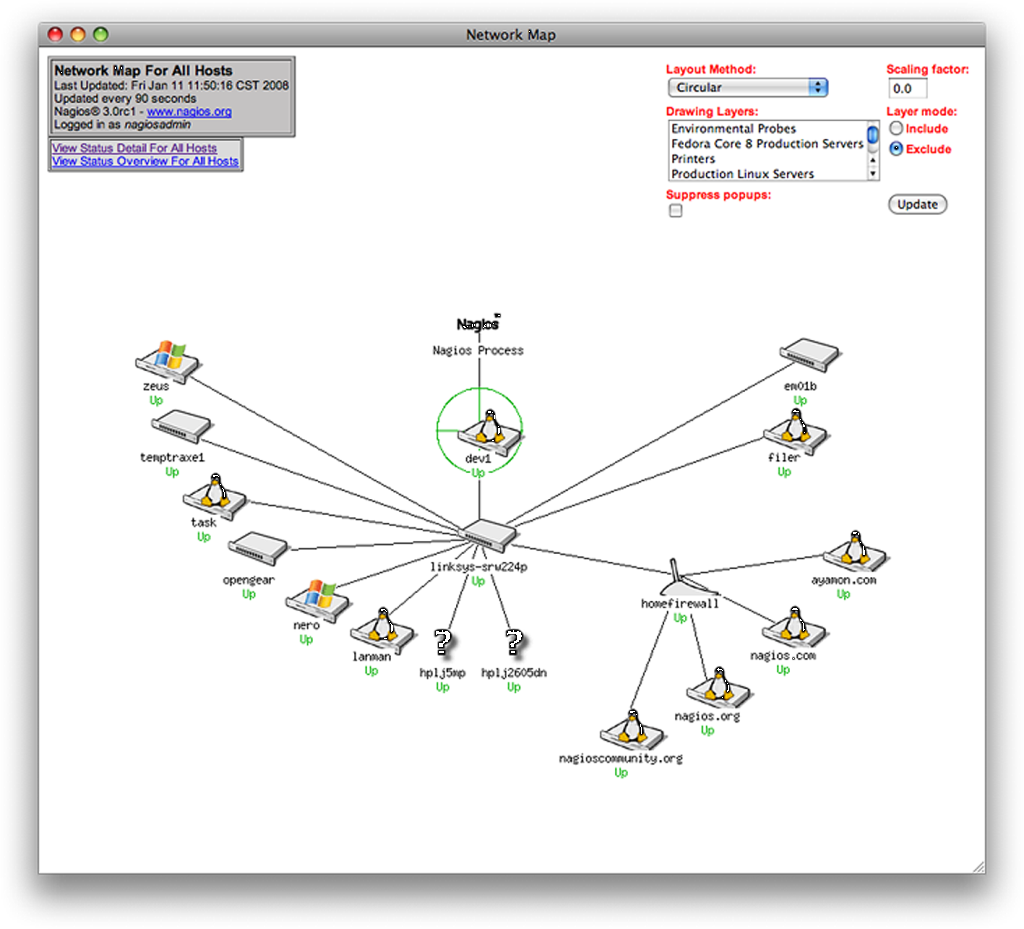 Network Map
Network Map For All Hosts
Last Updated: Fri Jan 11 11:50:16 CST 2008
Updated every 90 seconds
Nagios® 3.0rc1 - www.nagios.org
Logged in as nagiosadmin
View Status Detail For All Hosts
View Status Overview For All Hosts
Layout Method:
Circular
Scaling factor:
0.0
Drawing Layers:
Environmental Probes
Fedora Core 8 Production Servers
Printers
Production Linux Servers
Layer mode:
Include
Exclude
Suppress popups:
Update
Nagios
Nagios Process
zeus
Up
em01b
Up
temptraxe1
Up
dev1
Up
filer
Up
task
Up
opengear
Up
linksys-srw224p
Up
ayamon.com
Up
nero
Up
homefirewall
Up
lanman
Up
hplj5mp
Up
?
hplj2605dn
Up
?
nagios.com
Up
nagios.org
Up
nagioscommunity.org
Up